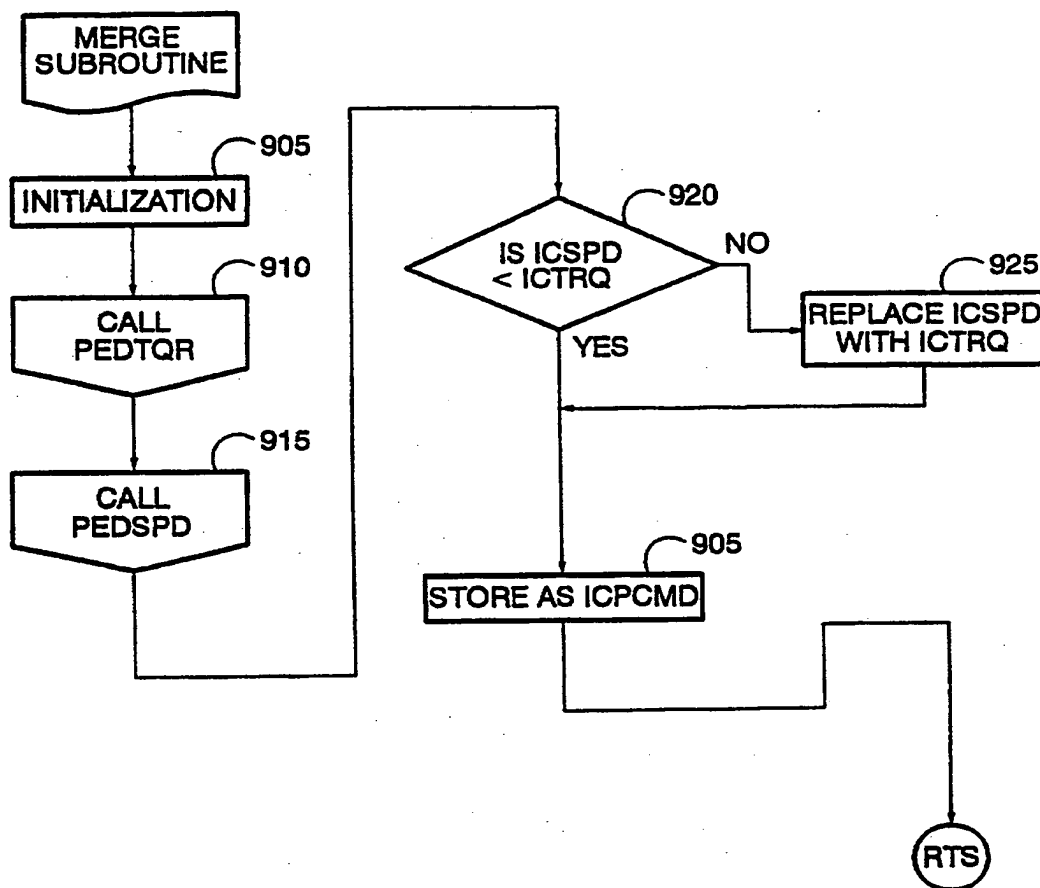 MERGE
SUBROUTINE
905
INITIALIZATION
910
CALL
PEDTQR
915
CALL
PEDSPD
920
IS ICSPD
< ICTRQ
NO
YES
925
REPLACE ICSPD
WITH ICTRQ
905
STORE AS ICPCMD
RTS